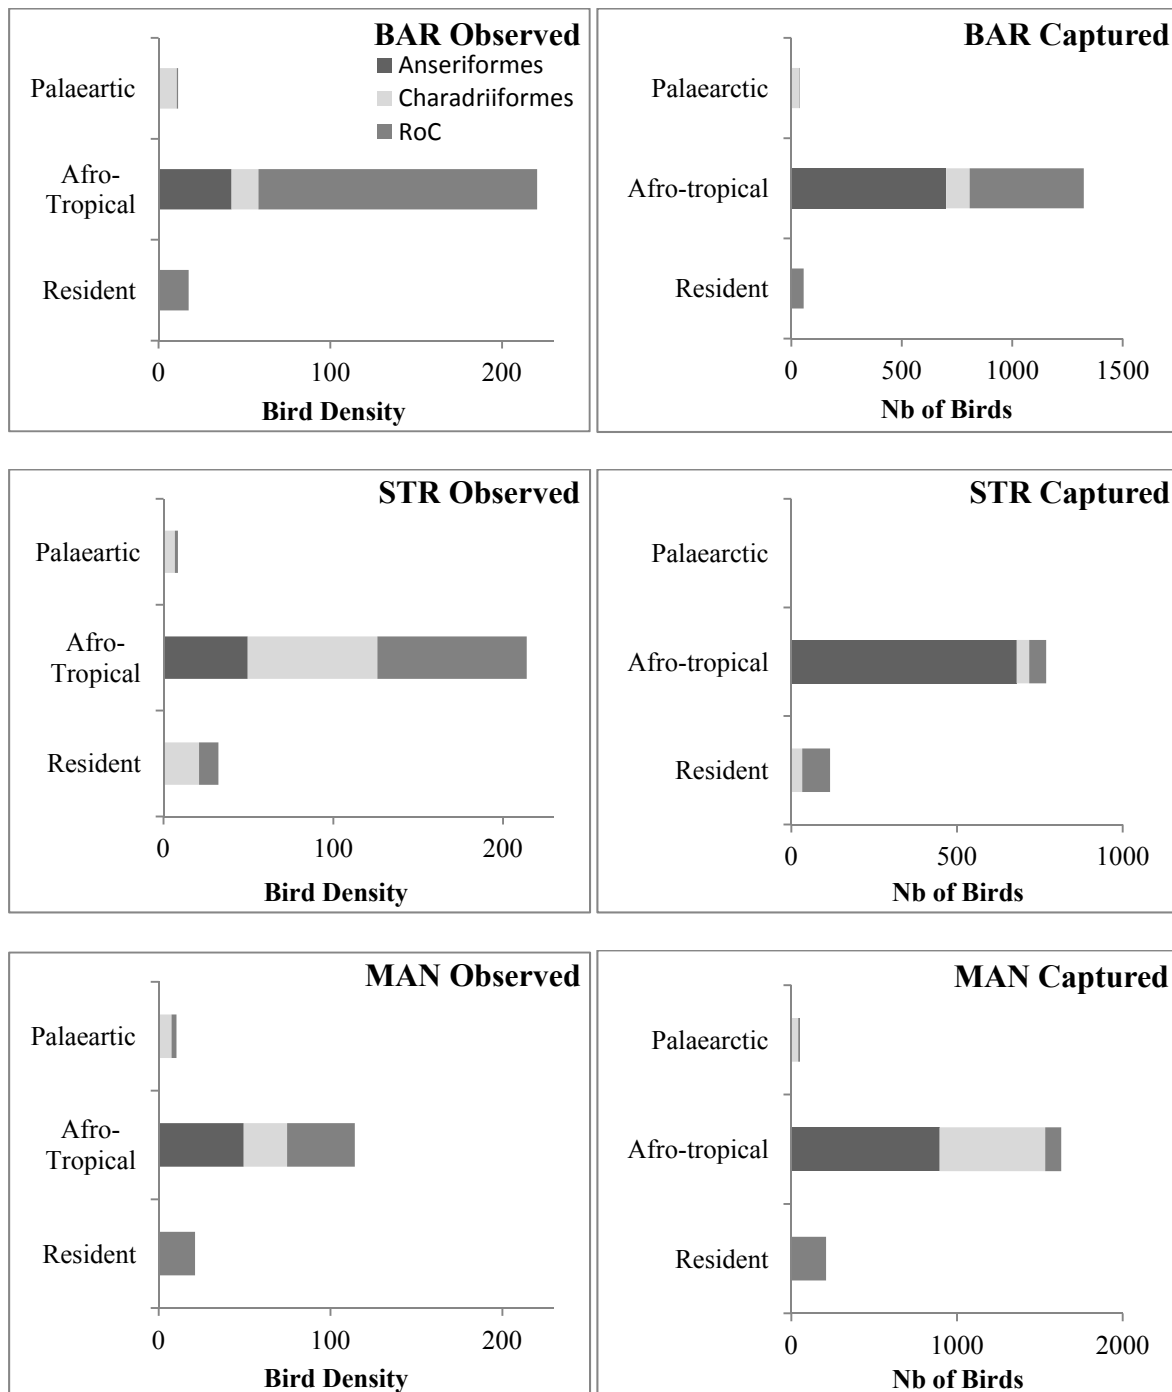 BAR Observed
Anseriformes
Charadriiformes
RoC
Palaeartic
Afro-
Tropical
Resident
0 100 200
Bird Density
BAR Captured
Palaearctic
Afro-tropical
Resident
0 500 1000 1500
Nb of Birds
STR Observed
Palaeartic
Afro-
Tropical
Resident
0 100 200
Bird Density
STR Captured
Palaearctic
Afro-tropical
Resident
0 500 1000
Nb of Birds
MAN Observed
Palaeartic
Afro-
Tropical
Resident
0 100 200
Bird Density
MAN Captured
Palaearctic
Afro-tropical
Resident
0 1000 2000
Nb of Birds